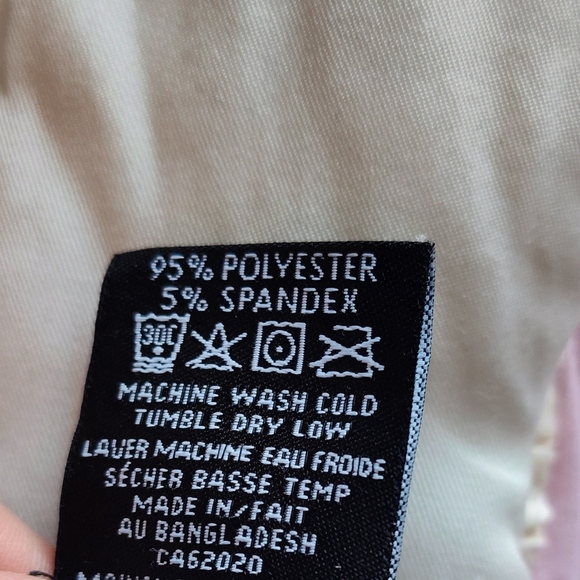 95% POLYESTER
5% SPANDEX
30C
MACHINE WASH COLD
TUMBLE DRY LOW
LAVER MACHINE EAU FROIDE
SÉCHER BASSE TEMP
MADE IN/FAIT
AU BANGLADESH
CA62020